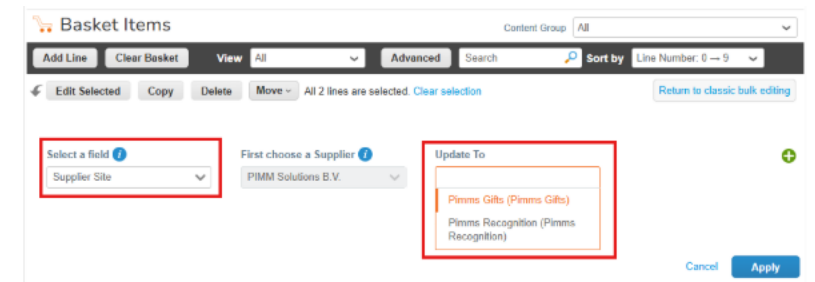 Basket Items
Content Group All
Add Line Clear Basket View All Advanced Search Sort by Line Number: 0 → 9
Edit Selected Copy Delete Move All 2 lines are selected. Clear selection Return to classic bulk editing
Select a field First choose a Supplier Update To
Supplier Site PIMM Solutions B.V.
Pimms Gifts (Pimms Gifts)
Pimms Recognition (Pimms
Recognition)
Cancel Apply